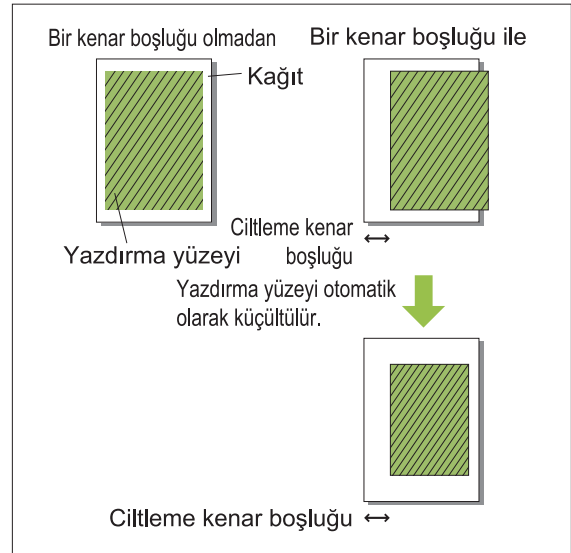 Bir kenar boşluğu olmadan
Bir kenar boşluğu ile
Kağıt
Yazdırma yüzeyi
Ciltleme kenar
boşluğu
Yazdırma yüzeyi otomatik
olarak küçültülür.
Ciltleme kenar boşluğu